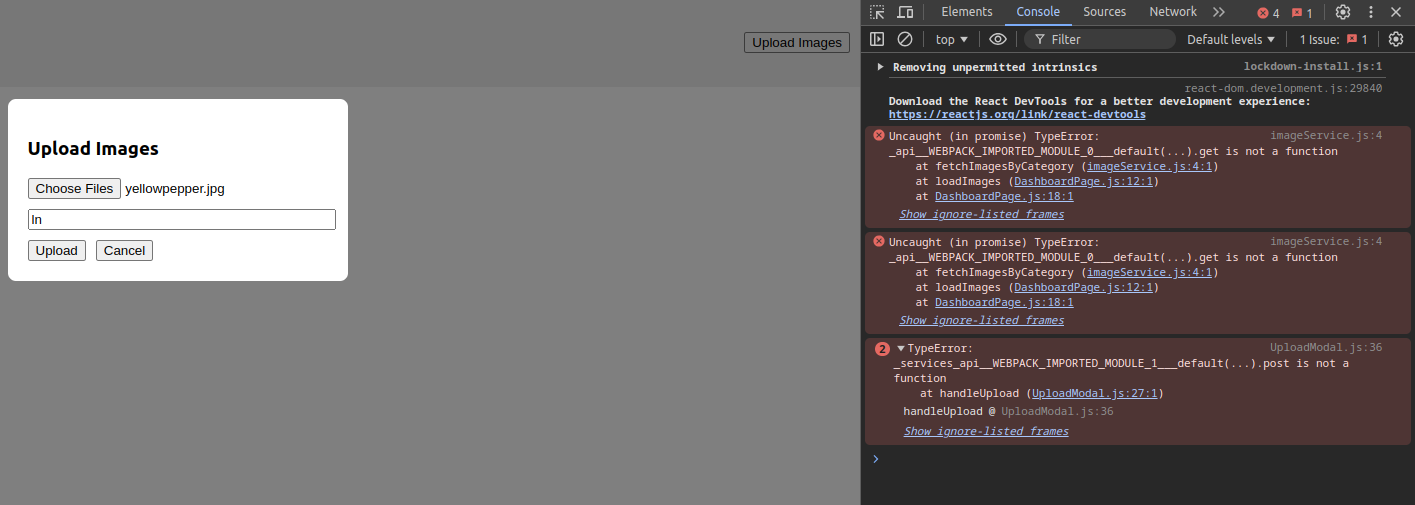 Upload Images
Upload Images
Choose Files yellowpepper.jpg
In
Upload Cancel
Elements Console Sources Network 4 1
top Filter Default levels 1 Issue: 1
Removing unpermitted intrinsics lockdown-install.js:1
react-dom.development.js:29840
Download the React DevTools for a better development experience:
https://reactjs.org/link/react-devtools
Uncaught (in promise) TypeError: imageService.js:4
_api__WEBPACK_IMPORTED_MODULE_0___default(...).get is not a function
at fetchImagesByCategory (imageService.js:4:1)
at loadImages (DashboardPage.js:12:1)
at DashboardPage.js:18:1
Show ignore-listed frames
Uncaught (in promise) TypeError: imageService.js:4
_api__WEBPACK_IMPORTED_MODULE_0___default(...).get is not a function
at fetchImagesByCategory (imageService.js:4:1)
at loadImages (DashboardPage.js:12:1)
at DashboardPage.js:18:1
Show ignore-listed frames
2 TypeError: UploadModal.js:36
_services_api__WEBPACK_IMPORTED_MODULE_1___default(...).post is not a
function
at handleUpload (UploadModal.js:27:1)
handleUpload @ UploadModal.js:36
Show ignore-listed frames